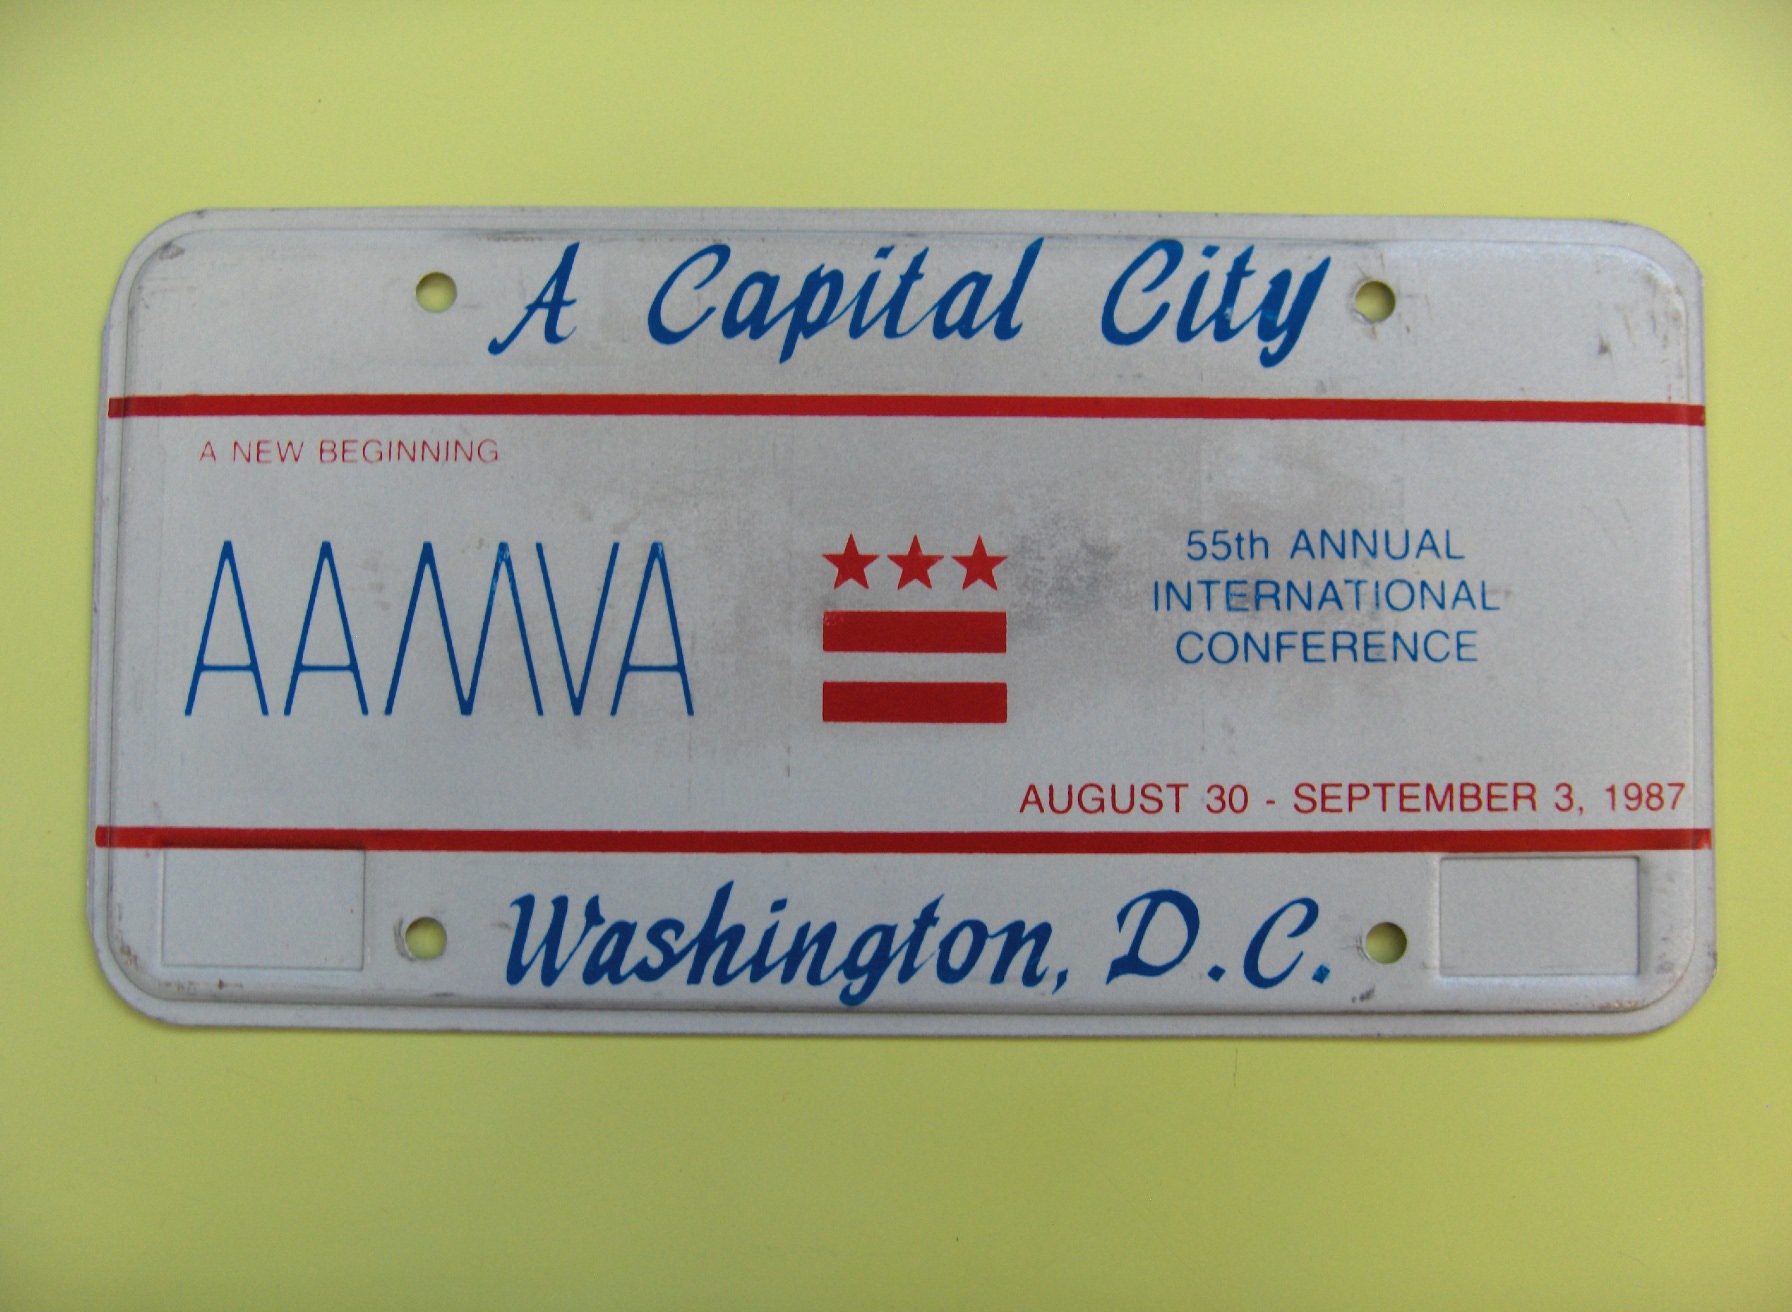 A Capital City
A NEW BEGINNING
AAMVA
55th ANNUAL
INTERNATIONAL
CONFERENCE
AUGUST 30 - SEPTEMBER 3, 1987
Washington, D.C.